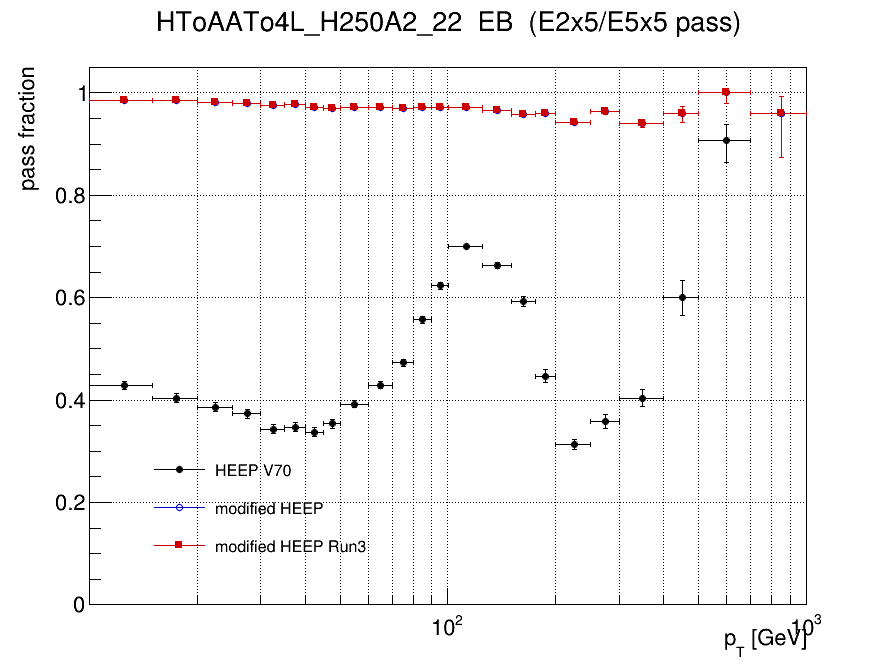 HToAATo4L_H250A2_22 EB (E2x5/E5x5 pass)
pass fraction
1
0.8
0.6
0.4
0.2
0
HEEP V70
modified HEEP
modified HEEP Run3
10²
10³
p_T [GeV]